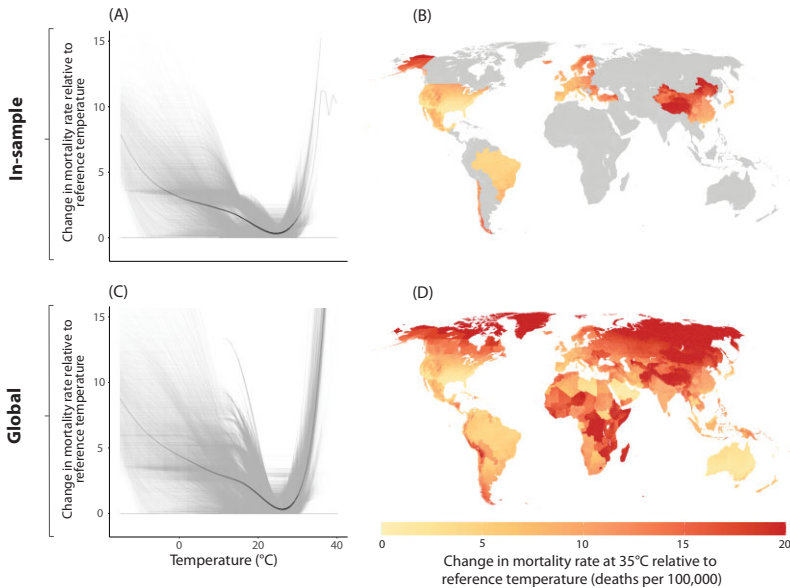 (A)
(B)
In-sample
Change in mortality rate relative to
reference temperature
15
10
5
0
(C)
(D)
Global
Change in mortality rate relative to
reference temperature
15
10
5
0
0
20
40
Temperature (°C)
0
5
10
15
20
Change in mortality rate at 35°C relative to
reference temperature (deaths per 100,000)